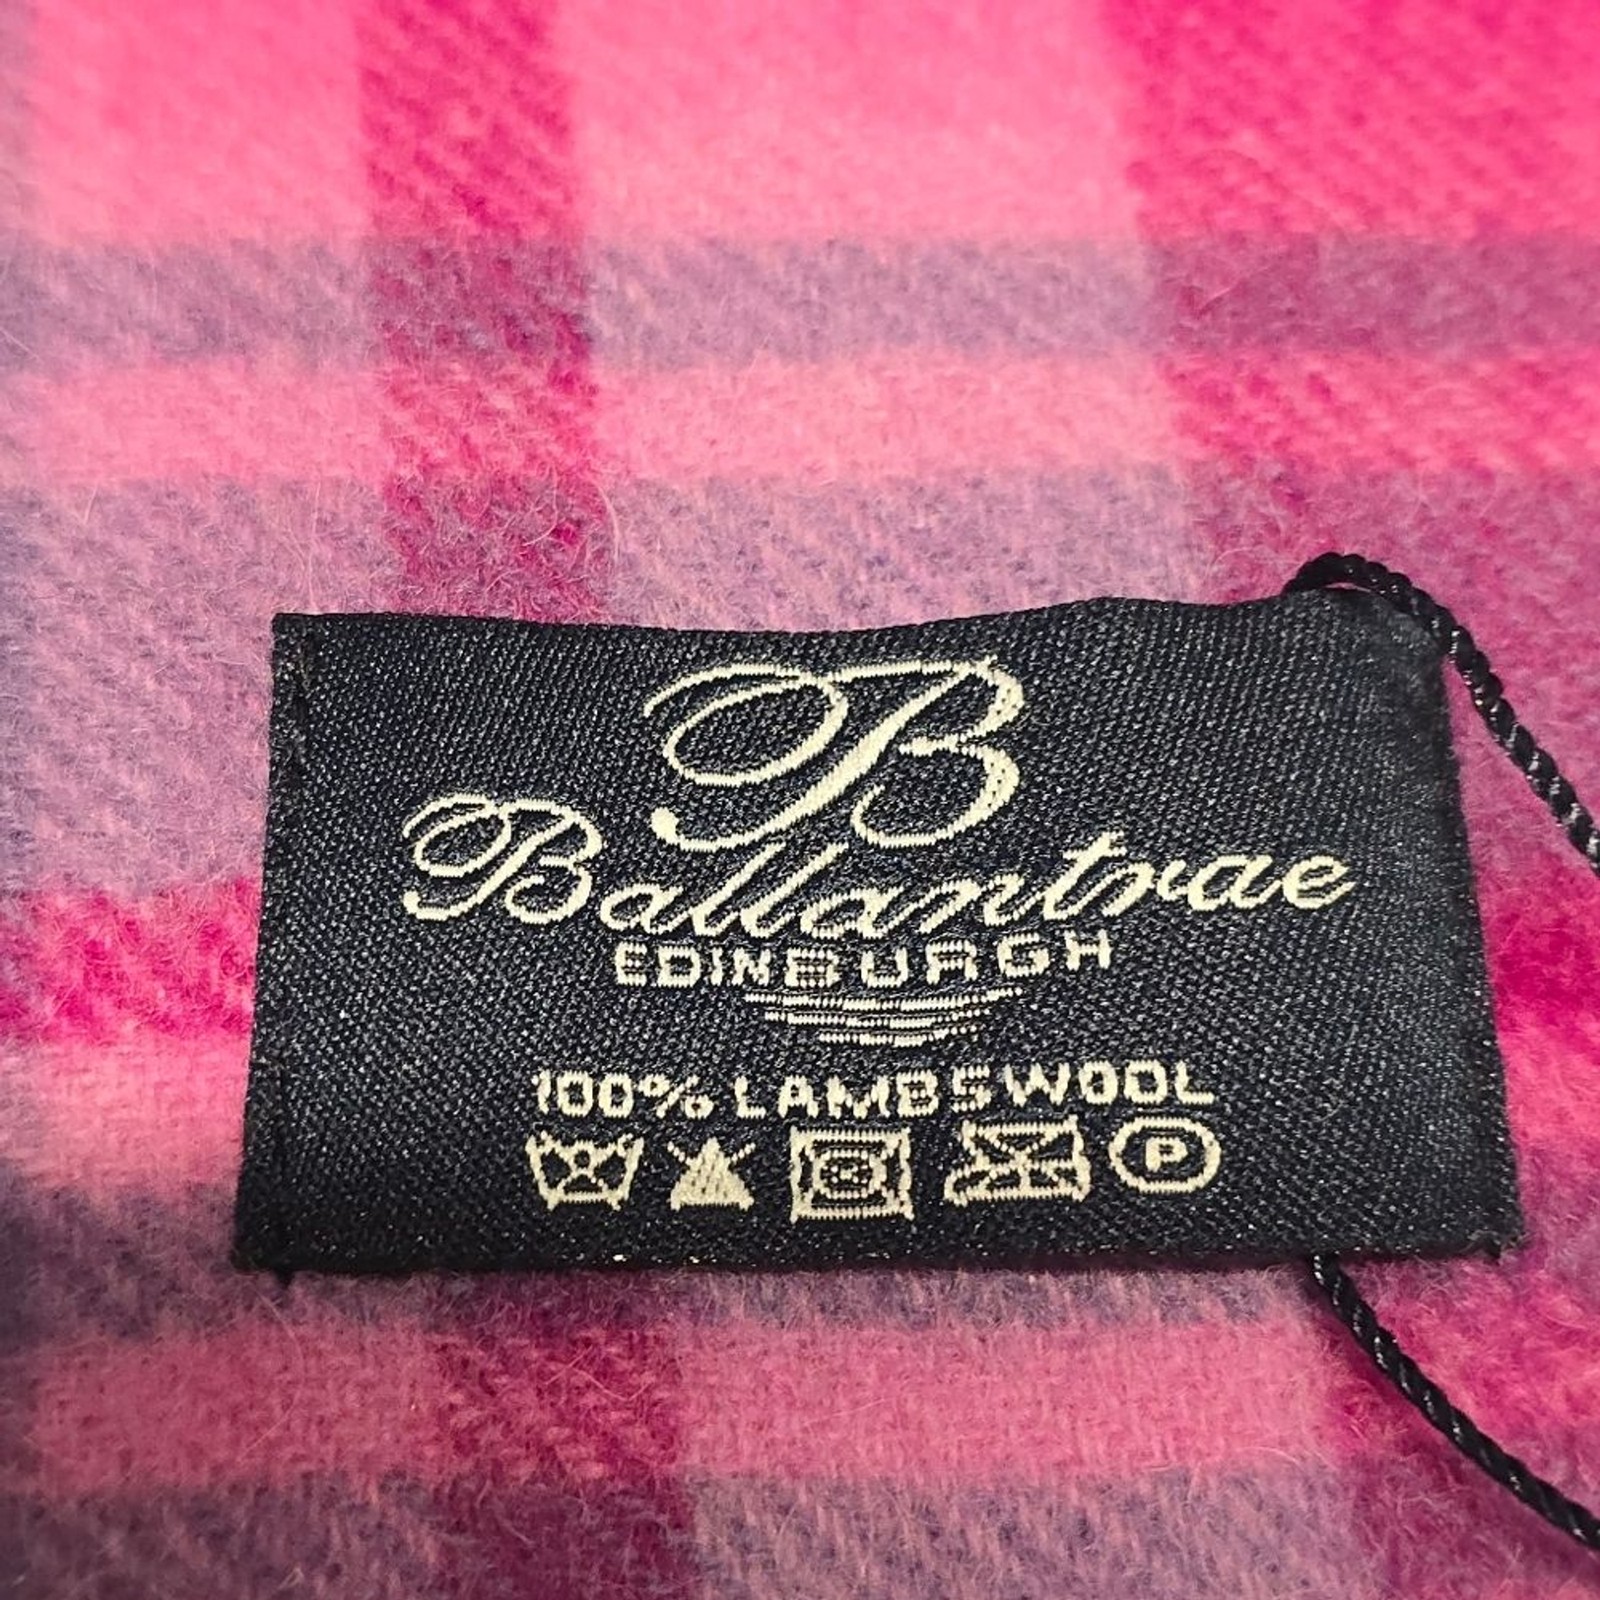 B
Ballantrae
EDINBURGH
100% LAMBSWOOL
P